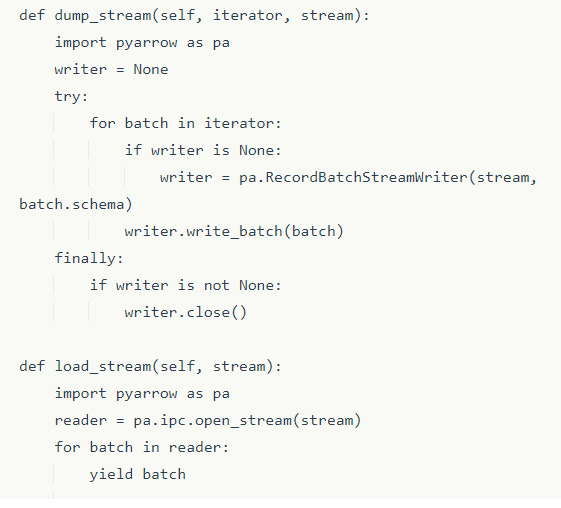 def dump_stream(self, iterator, stream):
    import pyarrow as pa
    writer = None
    try:
        for batch in iterator:
            if writer is None:
                writer = pa.RecordBatchStreamWriter(stream,
batch.schema)
            writer.write_batch(batch)
    finally:
        if writer is not None:
            writer.close()

def load_stream(self, stream):
    import pyarrow as pa
    reader = pa.ipc.open_stream(stream)
    for batch in reader:
        yield batch